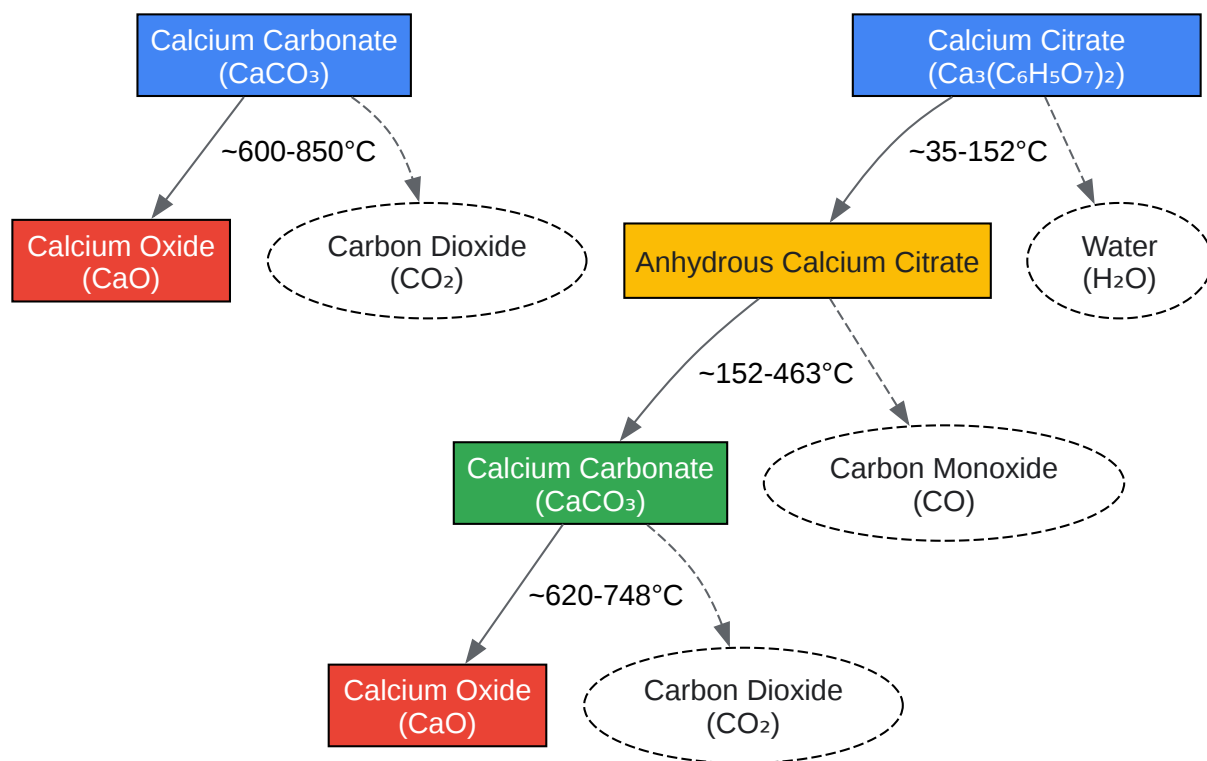 Calcium Carbonate
(CaCO₃)
Calcium Citrate
(Ca₃(C₆H₅O₇)₂)
~600-850°C
~35-152°C
Calcium Oxide
(CaO)
Carbon Dioxide
(CO₂)
Anhydrous Calcium Citrate
Water
(H₂O)
~152-463°C
Calcium Carbonate
(CaCO₃)
Carbon Monoxide
(CO)
~620-748°C
Calcium Oxide
(CaO)
Carbon Dioxide
(CO₂)